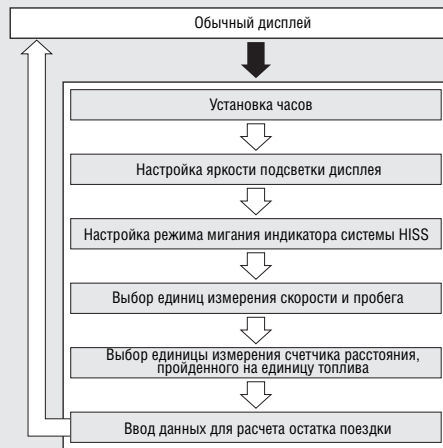 Обычный дисплей
Установка часов
Настройка яркости подсветки дисплея
Настройка режима мигания индикатора системы HISS
Выбор единиц измерения скорости и пробега
Выбор единицы измерения счетчика расстояния,
пройденного на единицу топлива
Ввод данных для расчета остатка поездки